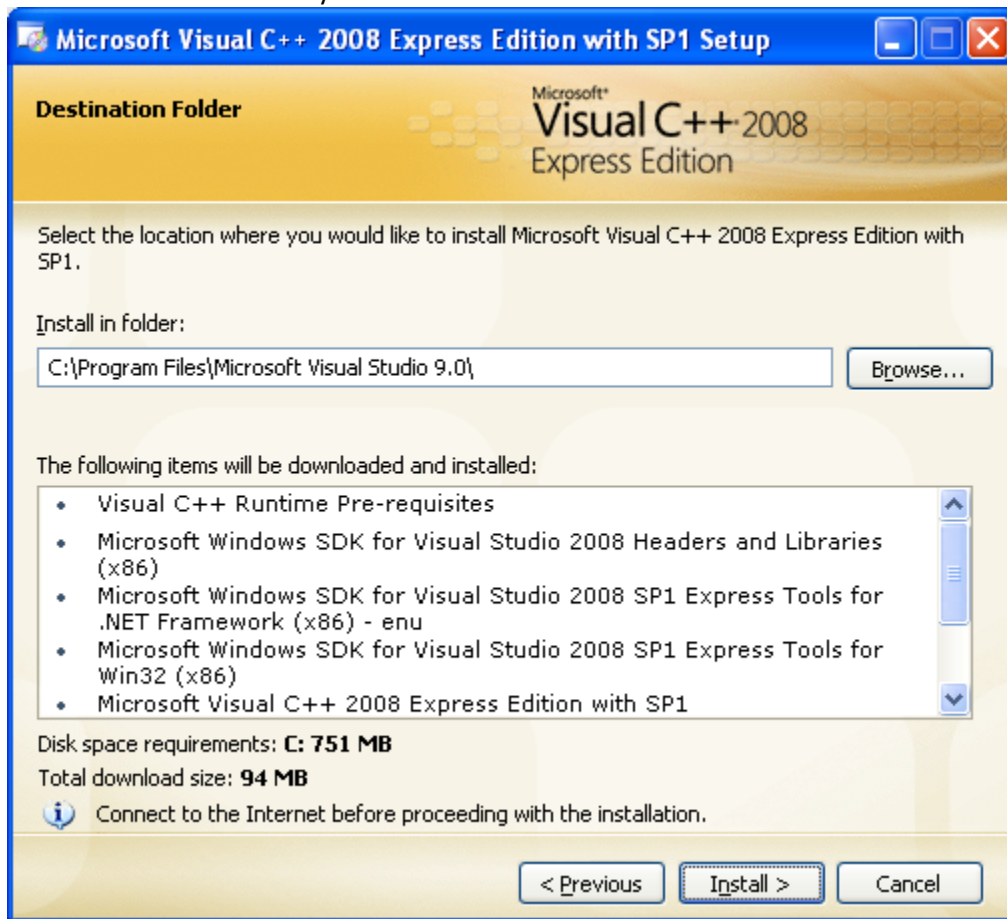 Microsoft Visual C++ 2008 Express Edition with SP1 Setup
Destination Folder
Microsoft®
Visual C++ 2008
Express Edition
Select the location where you would like to install Microsoft Visual C++ 2008 Express Edition with
SP1.
Install in folder:
C:\Program Files\Microsoft Visual Studio 9.0\
Browse...
The following items will be downloaded and installed:
• Visual C++ Runtime Pre-requisites
• Microsoft Windows SDK for Visual Studio 2008 Headers and Libraries
(x86)
• Microsoft Windows SDK for Visual Studio 2008 SP1 Express Tools for
.NET Framework (x86) - enu
• Microsoft Windows SDK for Visual Studio 2008 SP1 Express Tools for
Win32 (x86)
• Microsoft Visual C++ 2008 Express Edition with SP1
Disk space requirements: C: 751 MB
Total download size: 94 MB
Connect to the Internet before proceeding with the installation.
< Previous
Install >
Cancel